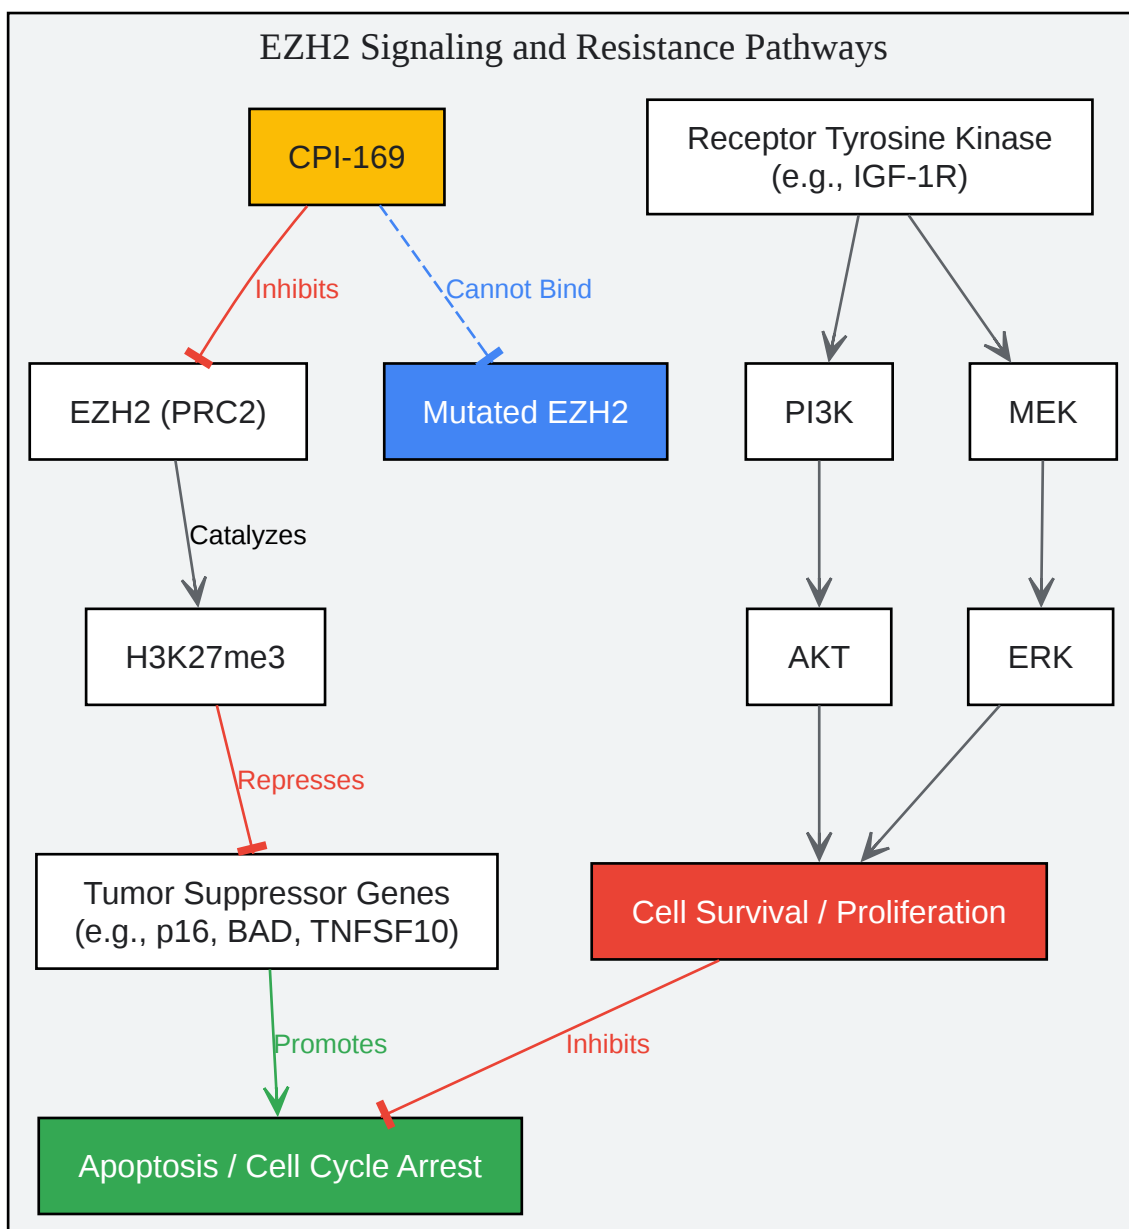 EZH2 Signaling and Resistance Pathways
CPI-169
Receptor Tyrosine Kinase
(e.g., IGF-1R)
Inhibits
Cannot Bind
EZH2 (PRC2)
Mutated EZH2
PI3K
MEK
Catalyzes
H3K27me3
AKT
ERK
Represses
Tumor Suppressor Genes
(e.g., p16, BAD, TNFSF10)
Cell Survival / Proliferation
Promotes
Inhibits
Apoptosis / Cell Cycle Arrest